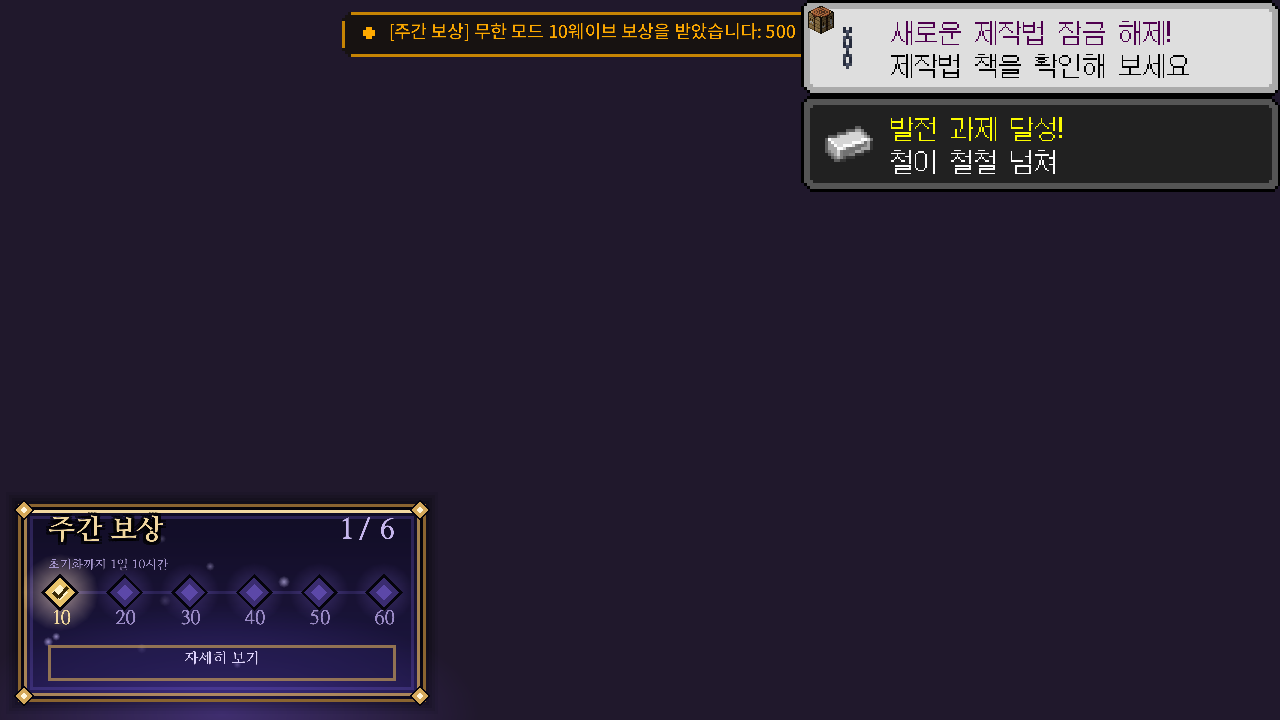 [주간 보상] 무한 모드 10웨이브 보상을 받았습니다: 500
새로운 제작법 잠금 해제!
제작법 책을 확인해 보세요
발전 과제 달성!
철이 철철 넘쳐
주간 보상
1 / 6
초기화까지 1일 10시간
10 20 30 40 50 60
자세히 보기